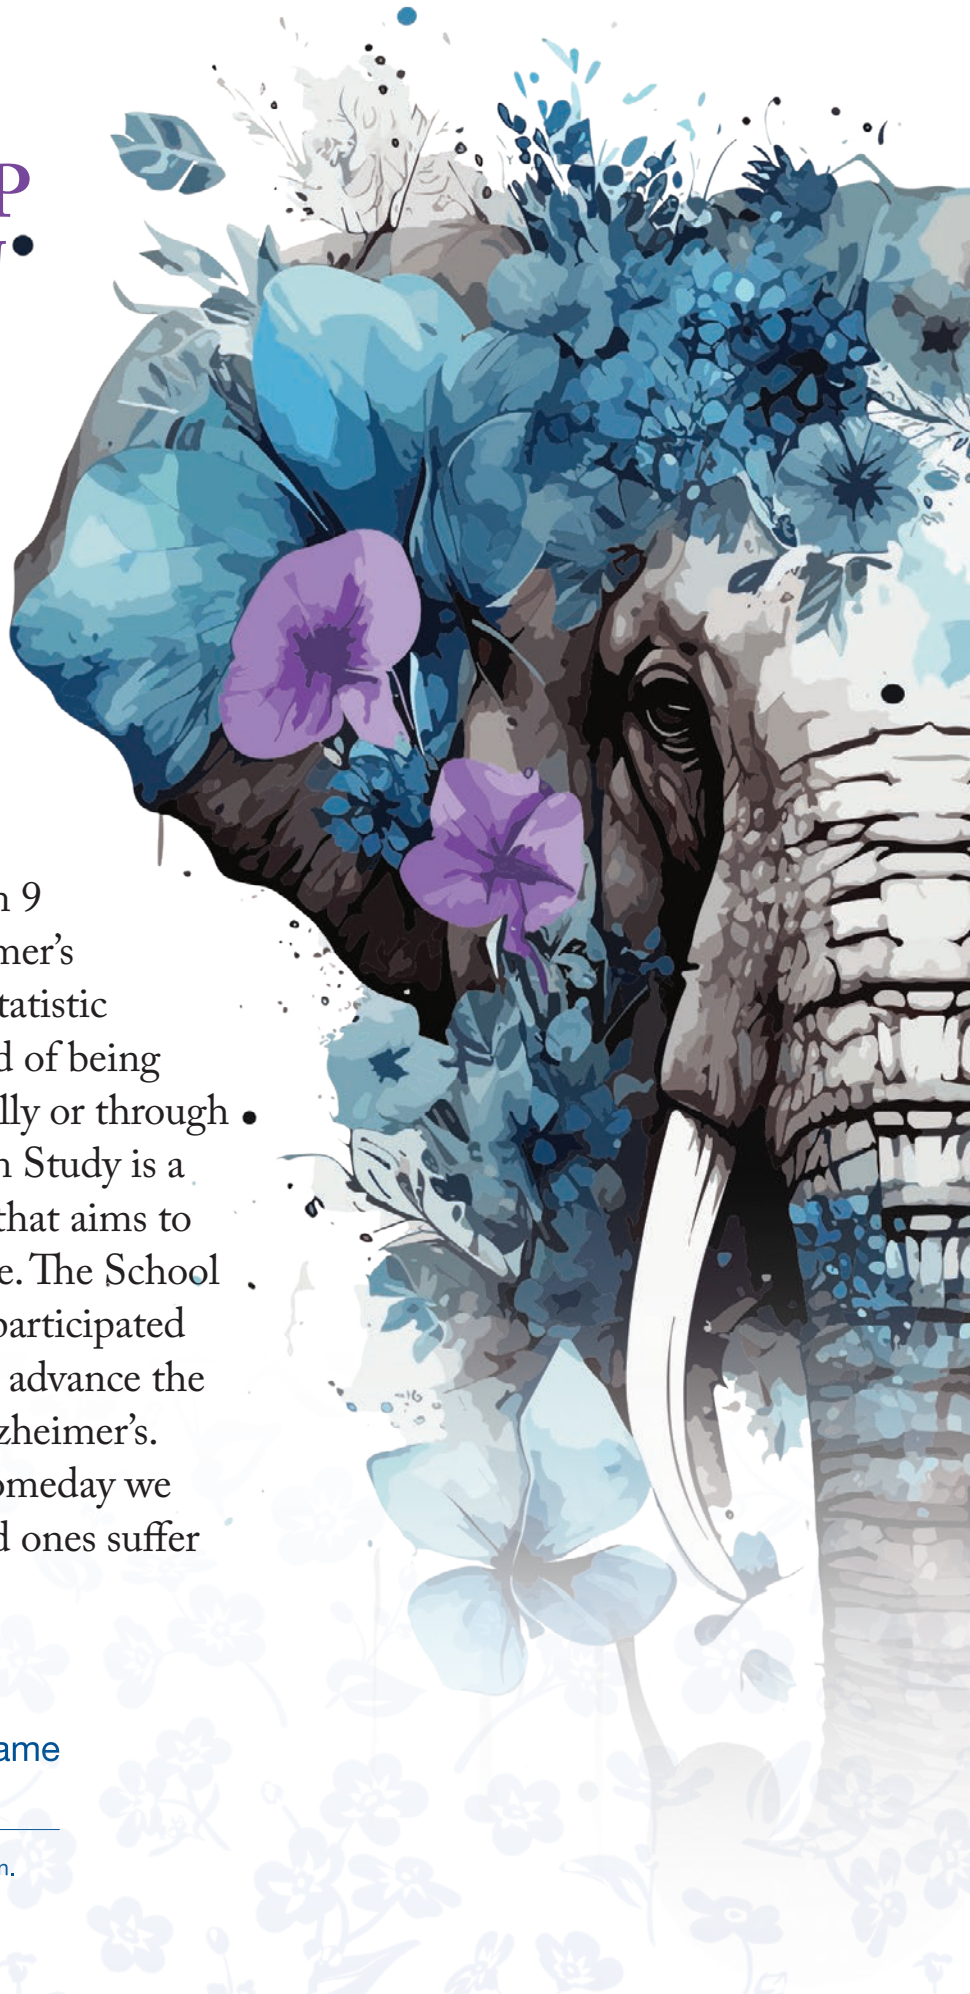 P
n 9
mer’s
tatistic
d of being
lly or through
n Study is a
that aims to
e. The School
participated
advance the
zheimer’s.
omeday we
d ones suffer
ame
n.